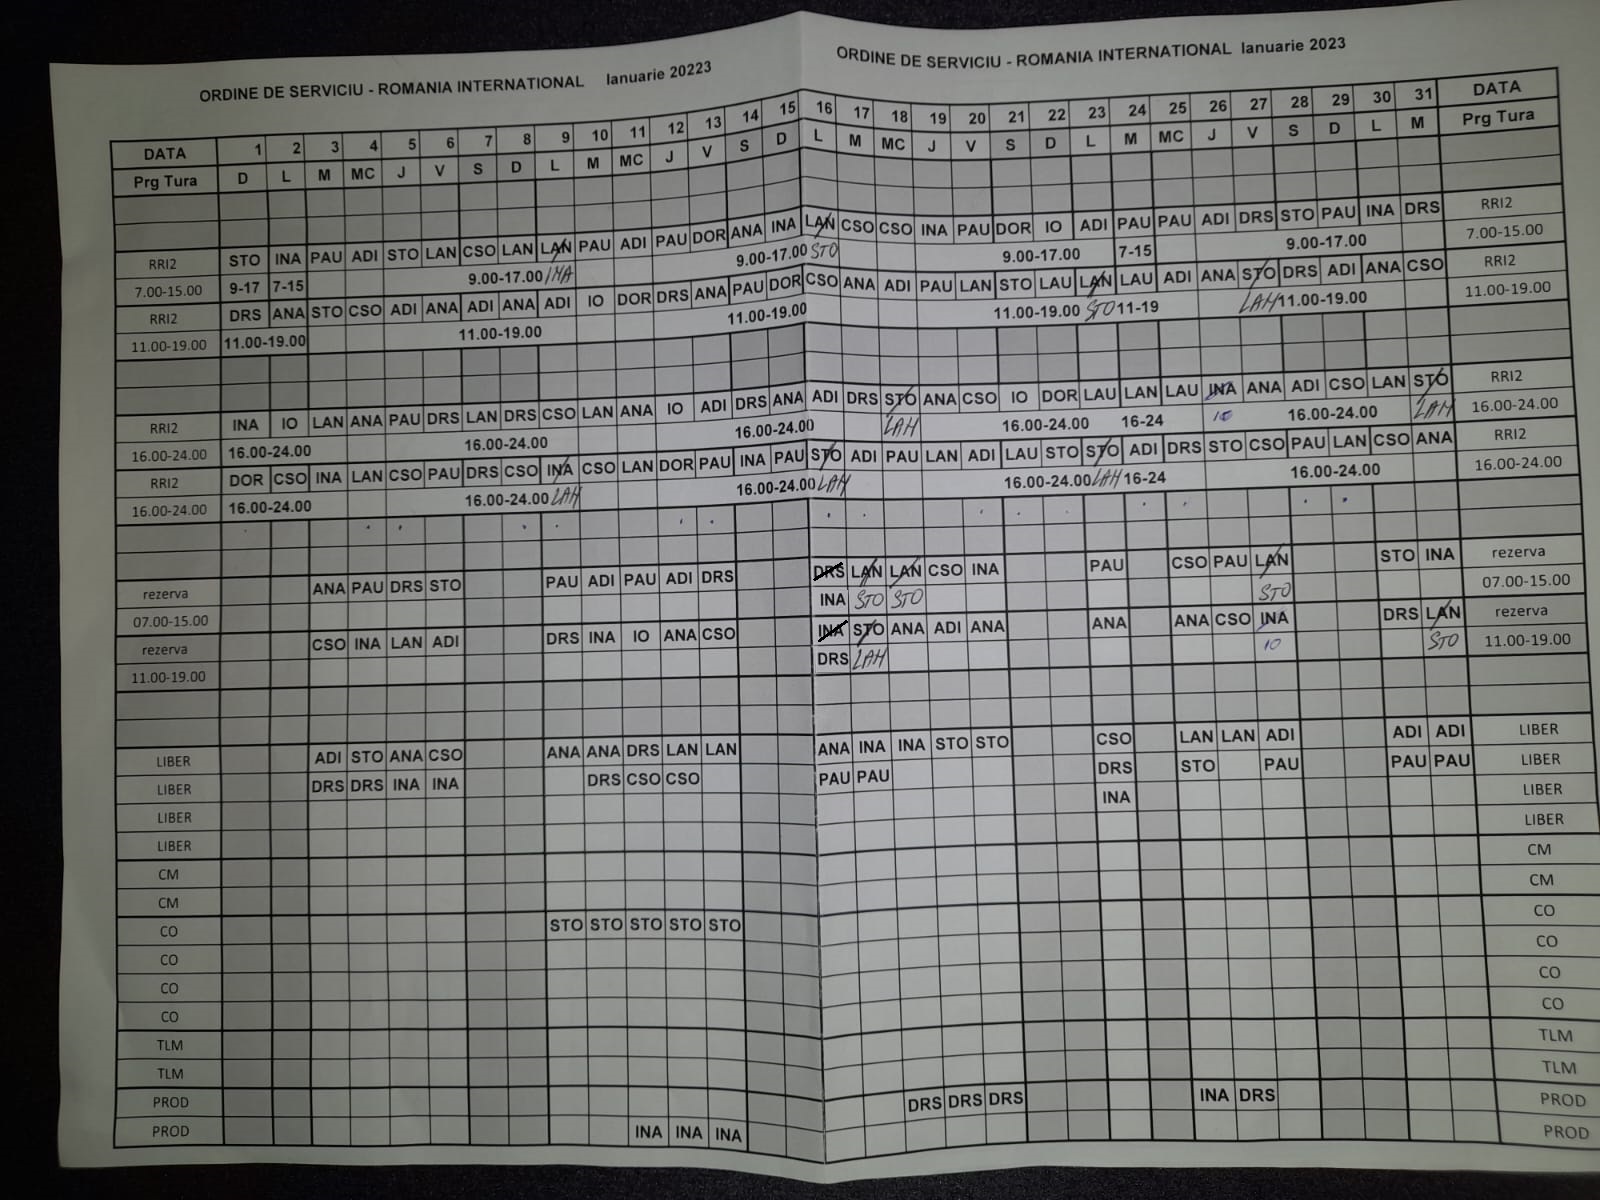 ORDINE DE SERVICIU - ROMANIA INTERNATIONAL Ianuarie 20223
ORDINE DE SERVICIU - ROMANIA INTERNATIONAL Ianuarie 2023
DATA 1 2 3 4 5 6 7 8 9 10 11 12 13 14 15 16 17 18 19 20 21 22 23 24 25 26 27 28 29 30 31 DATA
Prg Tura D L M MC J V S D L M MC J V S D L M MC J V S D L M MC J V S D L M Prg Tura
RRI2 STO INA PAU ADI STO LAN CSO LAN LAN PAU ADI PAU DOR ANA INA LAN CSO CSO INA PAU DOR IO ADI PAU PAU ADI DRS STO PAU INA DRS RRI2
7.00-15.00 9-17 7-15 9.00-17.00 INA 9.00-17.00 STO 9.00-17.00 7-15 9.00-17.00 7.00-15.00
RRI2 DRS ANA STO CSO ADI ANA ADI ANA ADI IO DOR DRS ANA PAU DOR CSO ANA ADI PAU LAN STO LAU LAN LAU ADI ANA STO DRS ADI ANA CSO RRI2
11.00-19.00 11.00-19.00 11.00-19.00 11.00-19.00 11.00-19.00 STO 11-19 LAH 11.00-19.00 11.00-19.00
RRI2 INA IO LAN ANA PAU DRS LAN DRS CSO LAN ANA IO ADI DRS ANA ADI DRS STO ANA CSO IO DOR LAU LAN LAU INA ANA ADI CSO LAN STO RRI2
16.00-24.00 16.00-24.00 16.00-24.00 16.00-24.00 LAH 16.00-24.00 16-24 10 16.00-24.00 LAH 16.00-24.00
RRI2 DOR CSO INA LAN CSO PAU DRS CSO INA CSO LAN DOR PAU INA PAU STO ADI PAU LAN ADI LAU STO STO ADI DRS STO CSO PAU LAN CSO ANA RRI2
16.00-24.00 16.00-24.00 16.00-24.00 LAH 16.00-24.00 LAH 16.00-24.00 LAH 16-24 16.00-24.00 16.00-24.00
rezerva ANA PAU DRS STO PAU ADI PAU ADI DRS DRS LAN LAN CSO INA PAU CSO PAU LAN STO INA rezerva
07.00-15.00 INA STO STO STO 07.00-15.00
rezerva CSO INA LAN ADI DRS INA IO ANA CSO INA STO ANA ADI ANA ANA ANA CSO INA DRS LAN rezerva
11.00-19.00 DRS LAH 10 STO 11.00-19.00
LIBER ADI STO ANA CSO ANA ANA DRS LAN LAN ANA INA INA STO STO CSO LAN LAN ADI ADI ADI LIBER
LIBER DRS DRS INA INA DRS CSO CSO PAU PAU DRS STO PAU PAU PAU LIBER
LIBER INA LIBER
LIBER LIBER
CM CM
CM CM
CO STO STO STO STO STO CO
CO CO
CO CO
CO CO
TLM TLM
TLM TLM
PROD DRS DRS DRS INA DRS PROD
PROD INA INA INA PROD